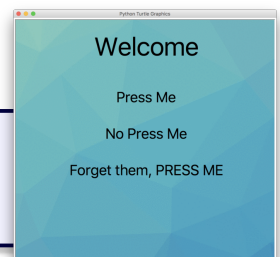 Python Turtle Graphics
Welcome
Press Me
No Press Me
Forget them, PRESS ME